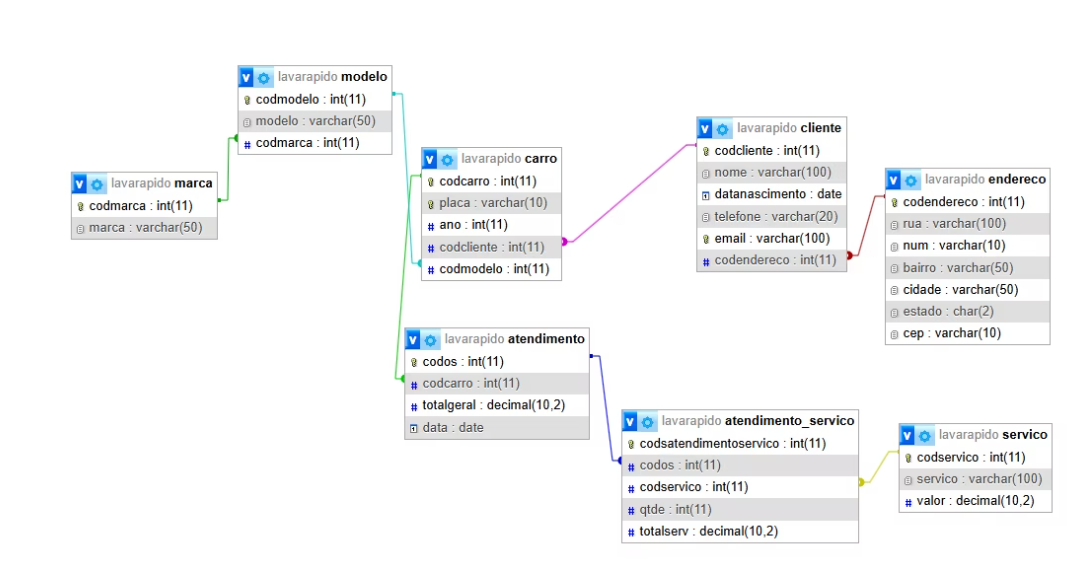 lavarapido modelo
codmodelo : int(11)
modelo : varchar(50)
codmarca : int(11)
lavarapido marca
codmarca : int(11)
marca : varchar(50)
lavarapido carro
codcarro : int(11)
placa : varchar(10)
ano : int(11)
codcliente : int(11)
codmodelo : int(11)
lavarapido cliente
codcliente : int(11)
nome : varchar(100)
datanascimento : date
telefone : varchar(20)
email : varchar(100)
codendereco : int(11)
lavarapido endereco
codendereco : int(11)
rua : varchar(100)
num : varchar(10)
bairro : varchar(50)
cidade : varchar(50)
estado : char(2)
cep : varchar(10)
lavarapido atendimento
codos : int(11)
codcarro : int(11)
totalgeral : decimal(10,2)
data : date
lavarapido atendimento_servico
codsatendimentoservico : int(11)
codos : int(11)
codservico : int(11)
qtde : int(11)
totalserv : decimal(10,2)
lavarapido servico
codservico : int(11)
servico : varchar(100)
valor : decimal(10,2)